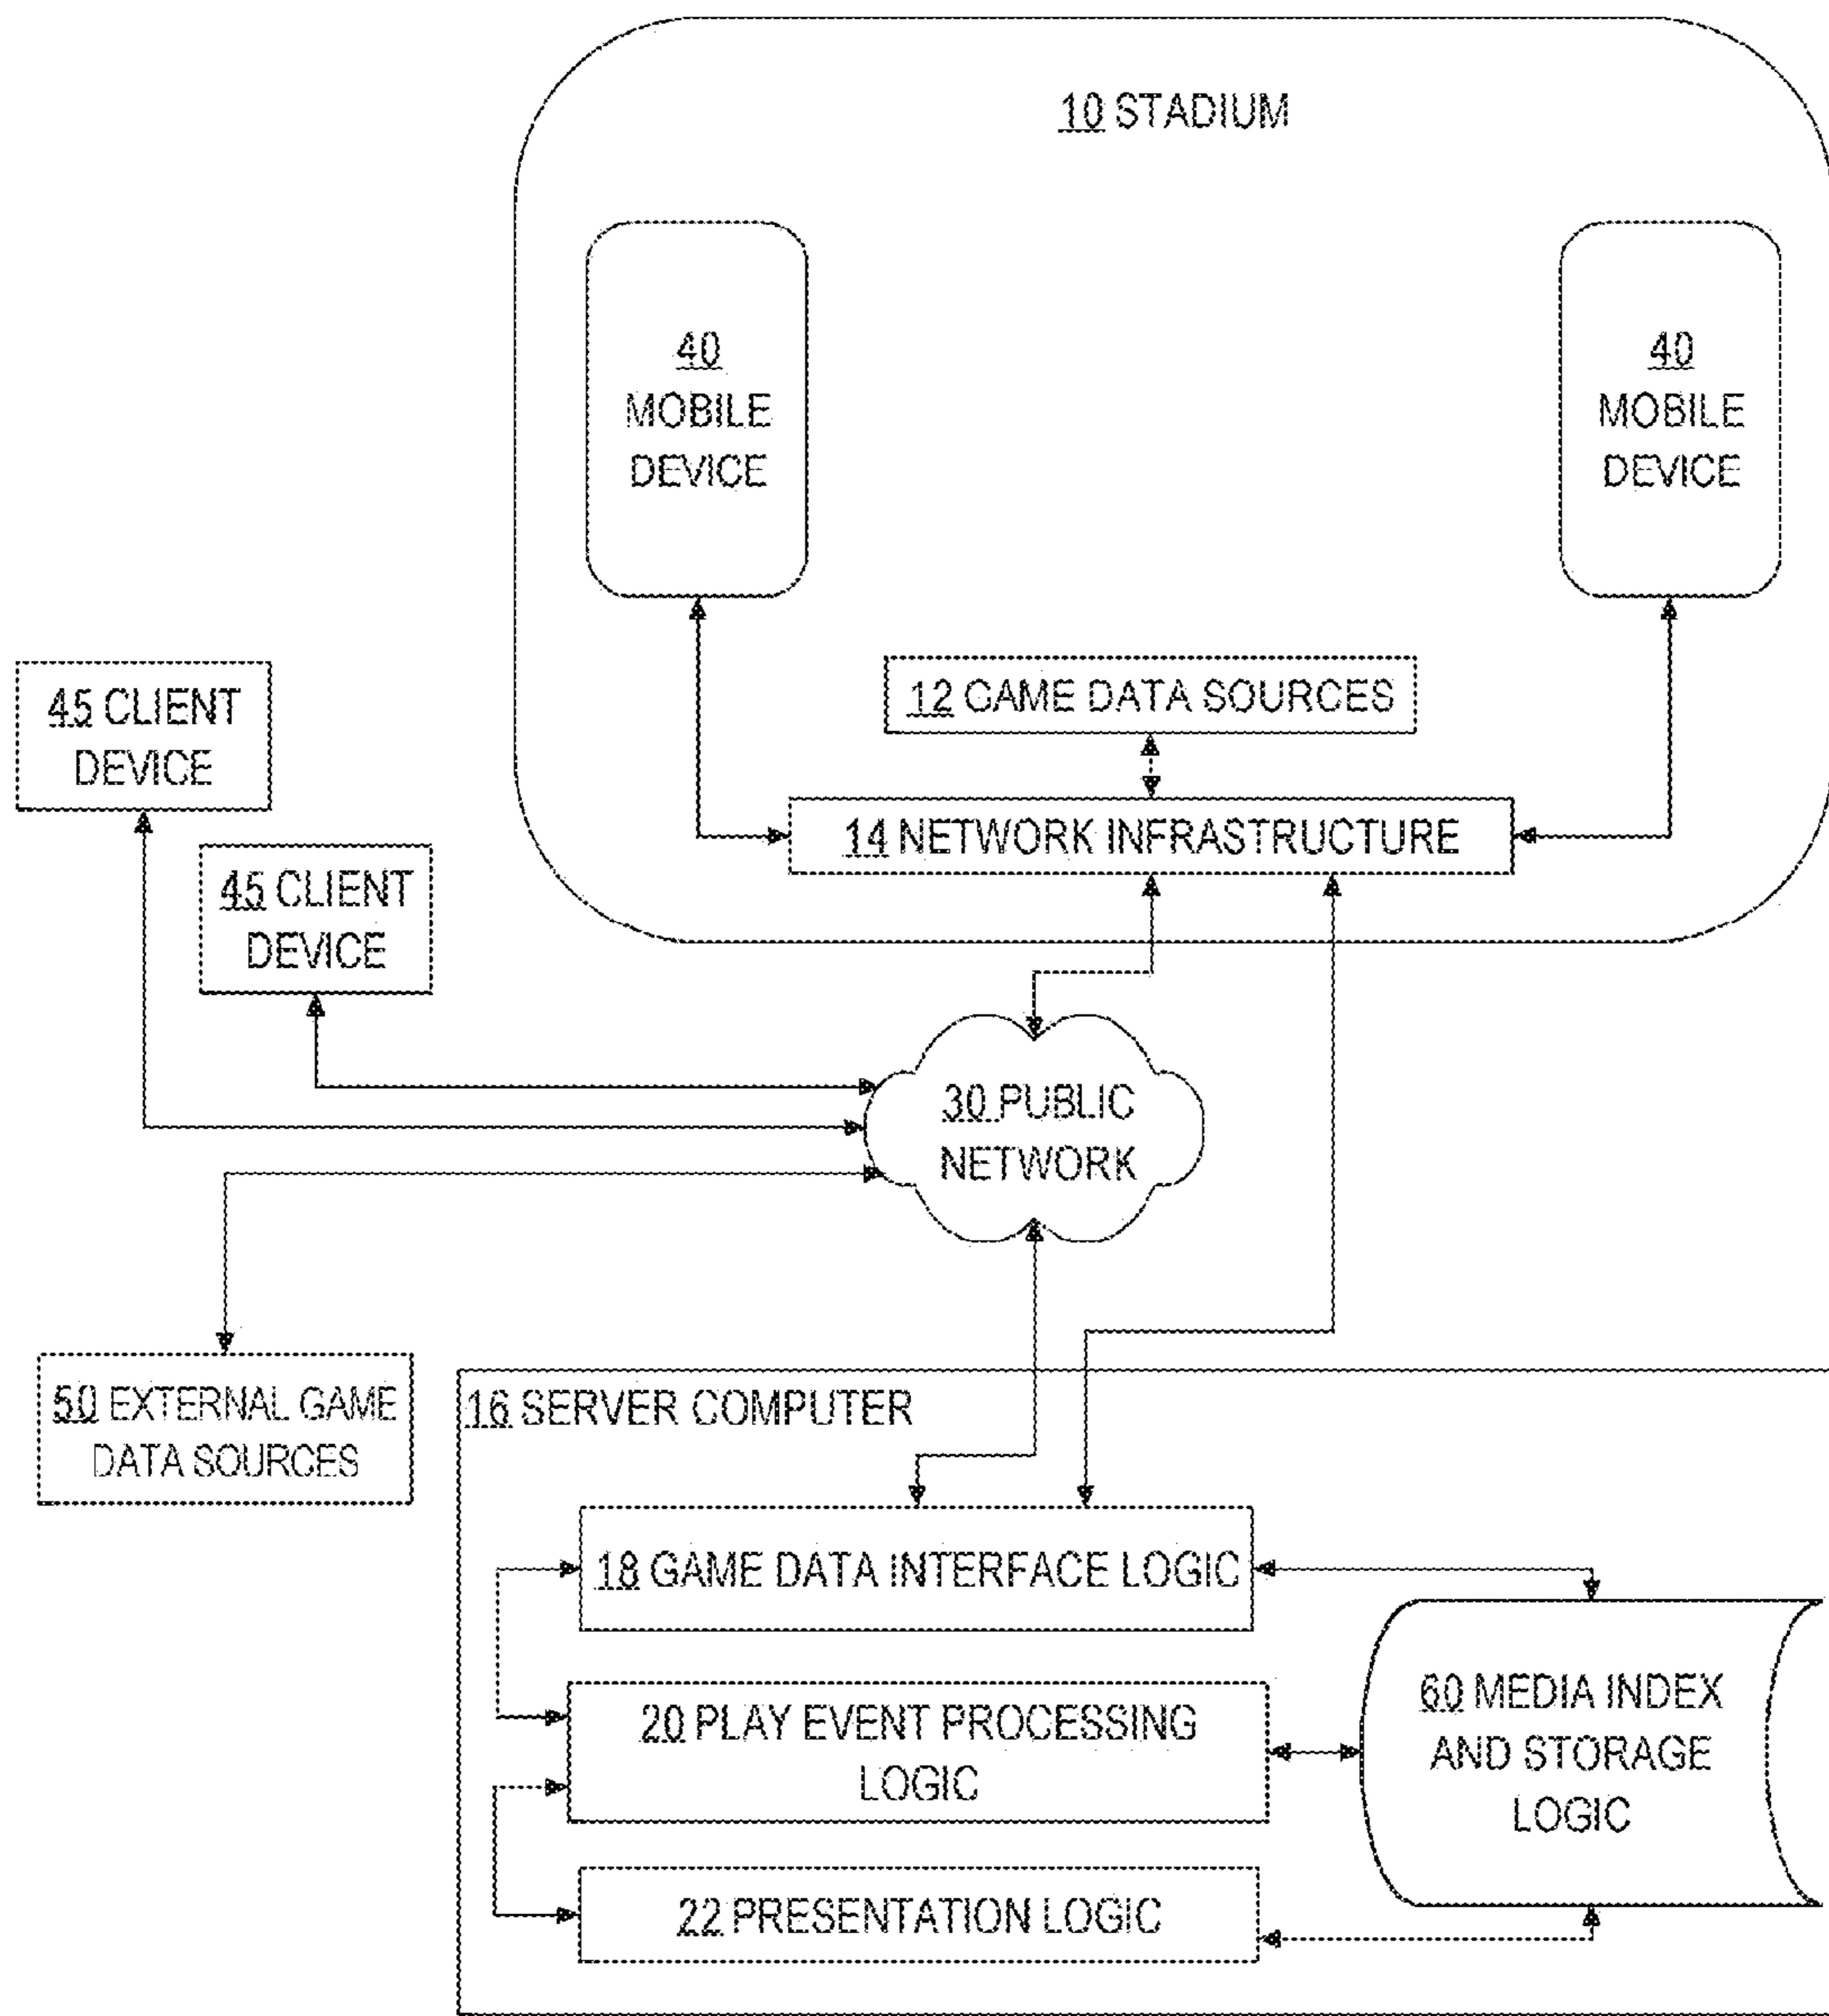 10 STADIUM
40
MOBILE
DEVICE
40
MOBILE
DEVICE
12 GAME DATA SOURCES
14 NETWORK INFRASTRUCTURE
45 CLIENT
DEVICE
45 CLIENT
DEVICE
30 PUBLIC
NETWORK
50 EXTERNAL GAME
DATA SOURCES
16 SERVER COMPUTER
18 GAME DATA INTERFACE LOGIC
20 PLAY EVENT PROCESSING
LOGIC
60 MEDIA INDEX
AND STORAGE
LOGIC
22 PRESENTATION LOGIC